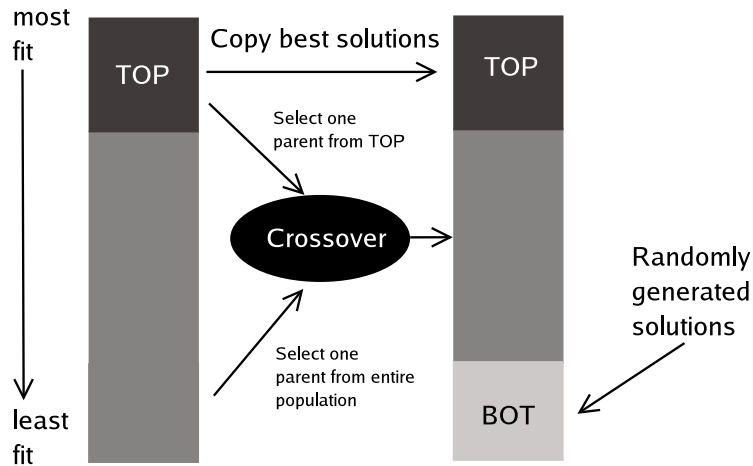 most
fit
TOP
Copy best solutions
TOP
Select one
parent from TOP
Crossover
Randomly
generated
solutions
Select one
parent from entire
population
least
fit
BOT